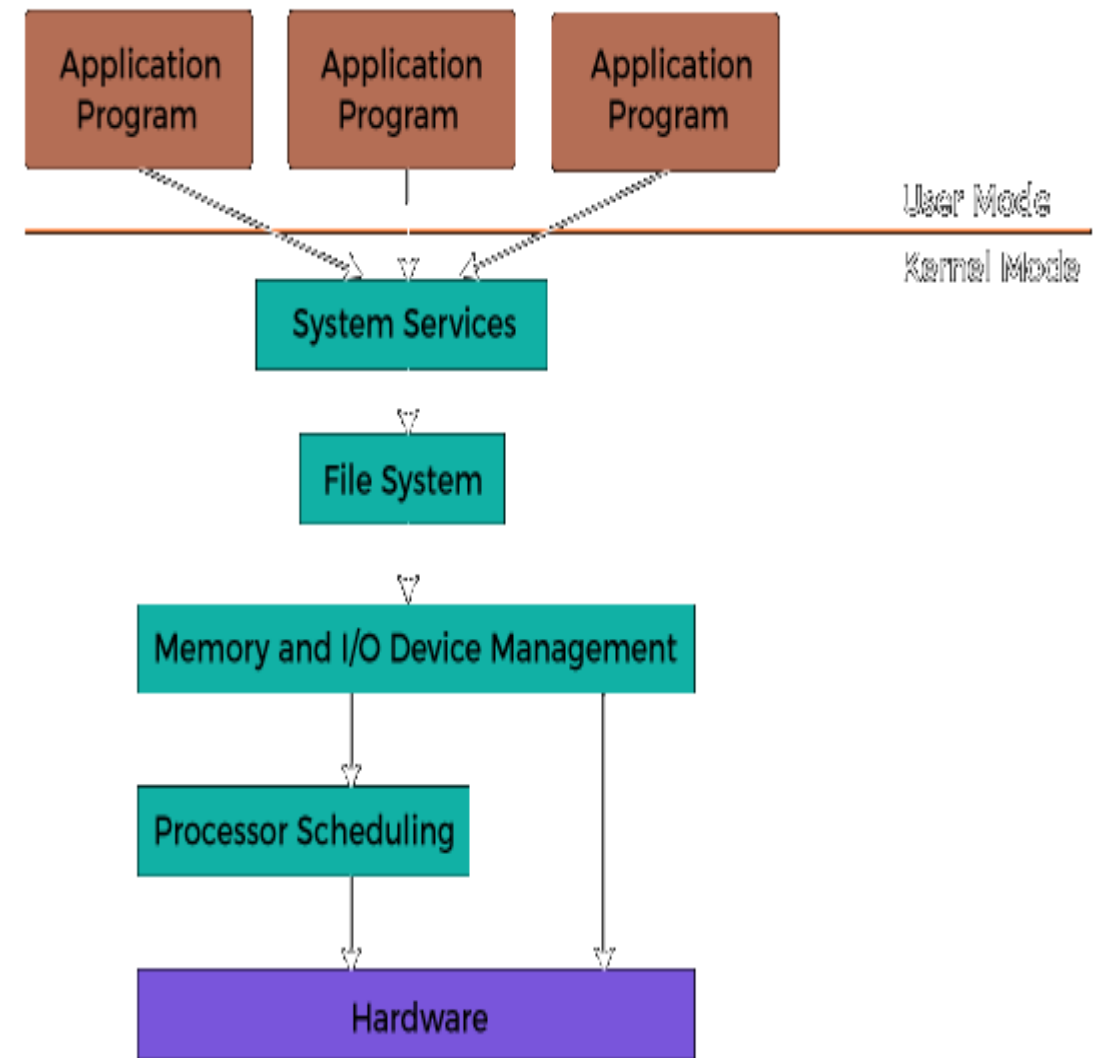 Application
Program
Application
Program
Application
Program
User Mode
Kernel Mode
System Services
File System
Memory and I/O Device Management
Processor Scheduling
Hardware